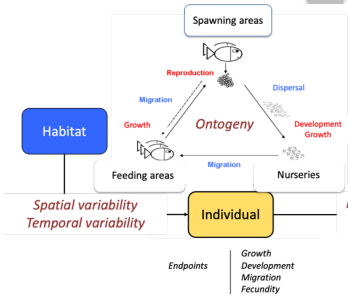 Spawning areas
Reproduction
Migration
Dispersal
Habitat
Growth
Ontogeny
Development
Growth
Migration
Feeding areas
Nurseries
Spatial variability
Temporal variability
Individual
Endpoints
Growth
Development
Migration
Fecundity